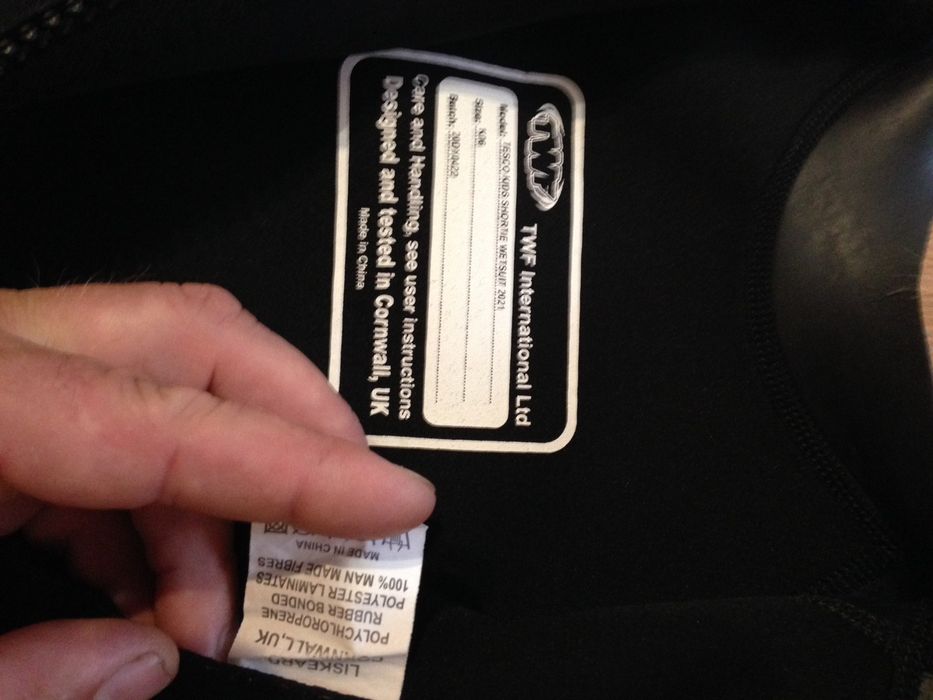 TWF
TWF International Ltd
Model: TESCO KIDS SHORTIE WETSUIT 2021
Size: K06
Batch: 20DX0422
Care and Handling, see user instructions
Designed and tested in Cornwall, UK
Made in China
LISKEARD
CORNWALL, UK
POLYCHLOROPRENE
RUBBER BONDED
POLYESTER LAMINATES
100% MAN MADE FIBRES
MADE IN CHINA